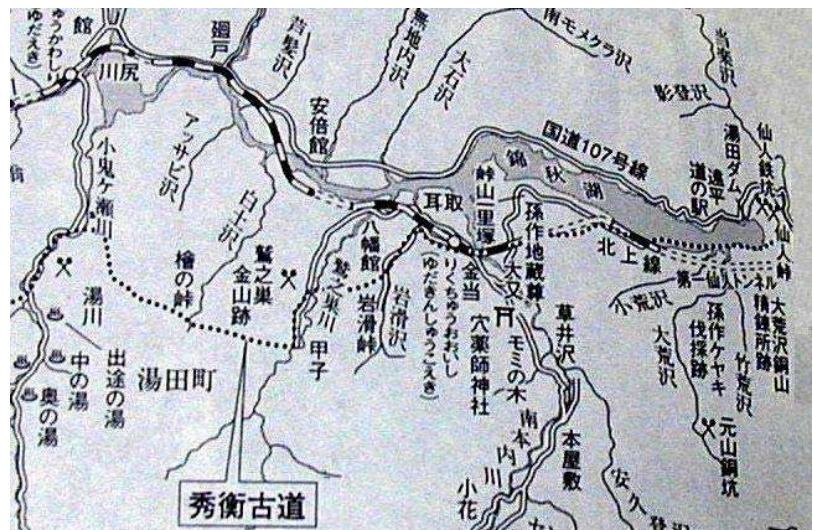 南モメクラ沢
当楽沢
影登沢
芦髪沢
無地内沢
大石沢
廻戸
館
川尻
ゅうかわしり
ゆだえき)
安倍館
アッサビ沢
白土沢
小鬼ヶ瀬川
国道107号線
錦秋湖
仙人鉄坑
湯田ダム
道の駅
仙人峠
峠山一里塚
耳取
孫作地蔵尊
北上線
八幡館
鷲之巣川
鷲之巣
金山跡
檜の峠
湯川
出途の湯
中の湯
奥の湯
湯田町
甲子
岩滑峠
岩滑沢
金当
りくちゅうおおいし
(ゆだきんしゅうこえき)
大又
穴薬師神社
モミの木
草井沢
第一仙人トンネル
小荒沢
大荒沢
孫作ケヤキ
伐採跡
竹荒沢
大荒沢銅山
精錬所跡
元山銅坑
南本内川
本屋敷
小花
安久登沢
秀衡古道